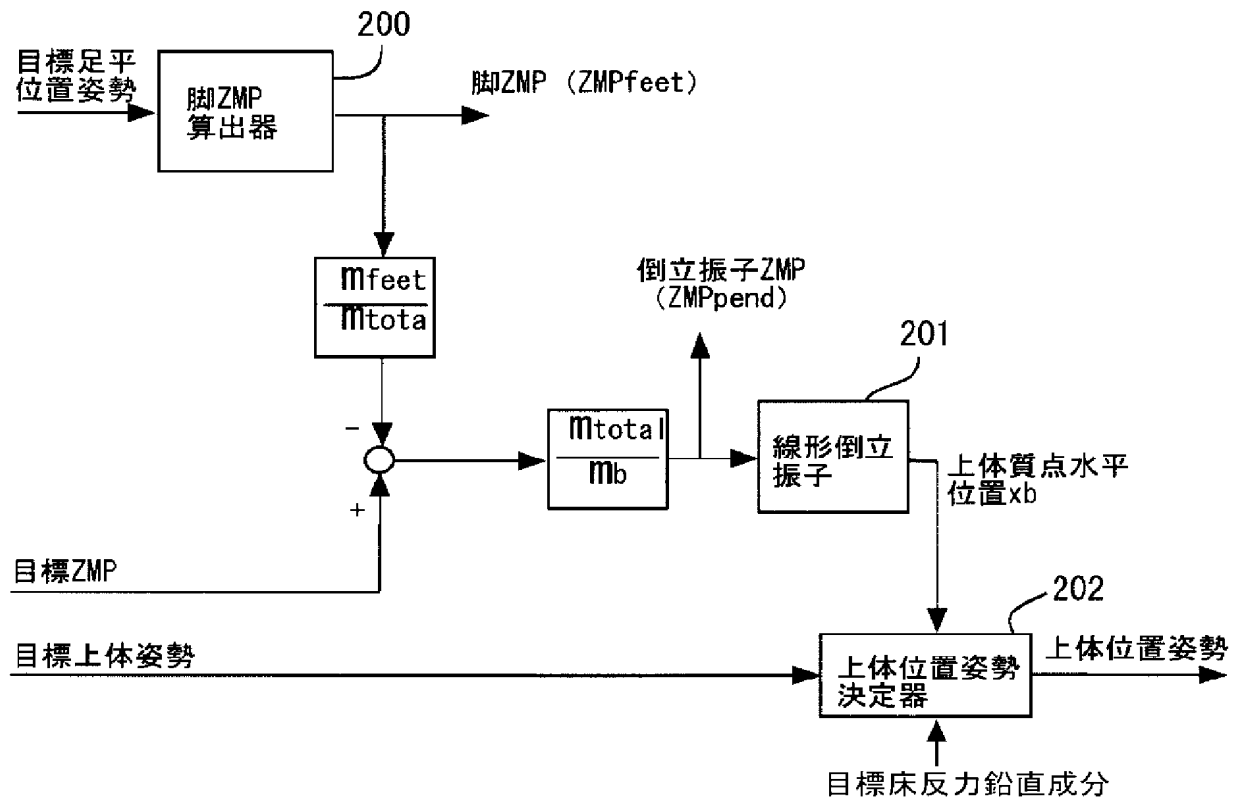 200
目標足平
位置姿勢
脚ZMP
算出器
脚ZMP (ZMPfeet)
mfeet
mtota
倒立振子ZMP
(ZMPpend)
201
−
+
mtotal
mb
線形倒立
振子
上体質点水平
位置xb
目標ZMP
202
目標上体姿勢
上体位置姿勢
決定器
上体位置姿勢
目標床反力鉛直成分